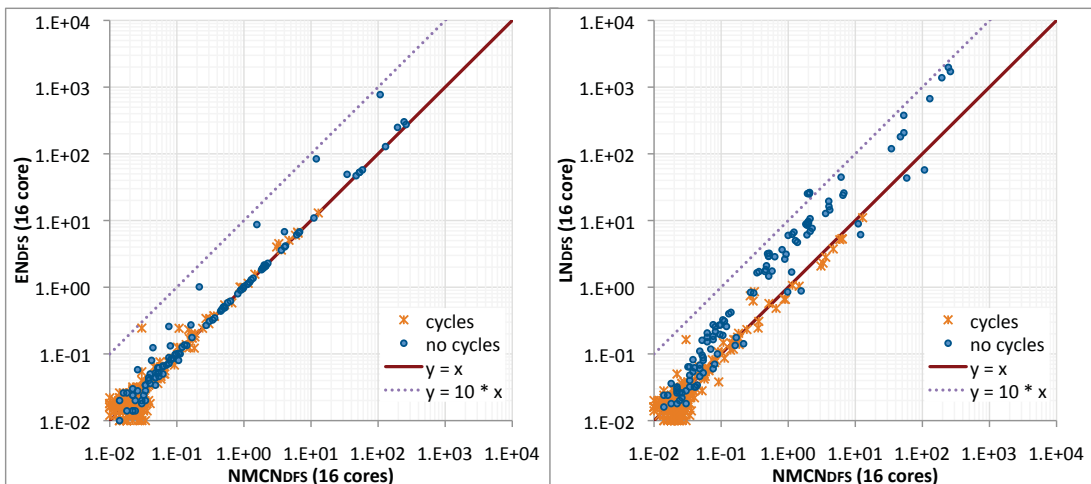 1.E+04
1.E+03
1.E+02
1.E+01
1.E+00
1.E-01
1.E-02
ENDFS (16 core)
cycles
no cycles
y = x
y = 10 * x
1.E-02 1.E-01 1.E+00 1.E+01 1.E+02 1.E+03 1.E+04
NMCNDFS (16 cores)
1.E+04
1.E+03
1.E+02
1.E+01
1.E+00
1.E-01
1.E-02
LNDFS (16 core)
cycles
no cycles
y = x
y = 10 * x
1.E-02 1.E-01 1.E+00 1.E+01 1.E+02 1.E+03 1.E+04
NMCNDFS (16 cores)